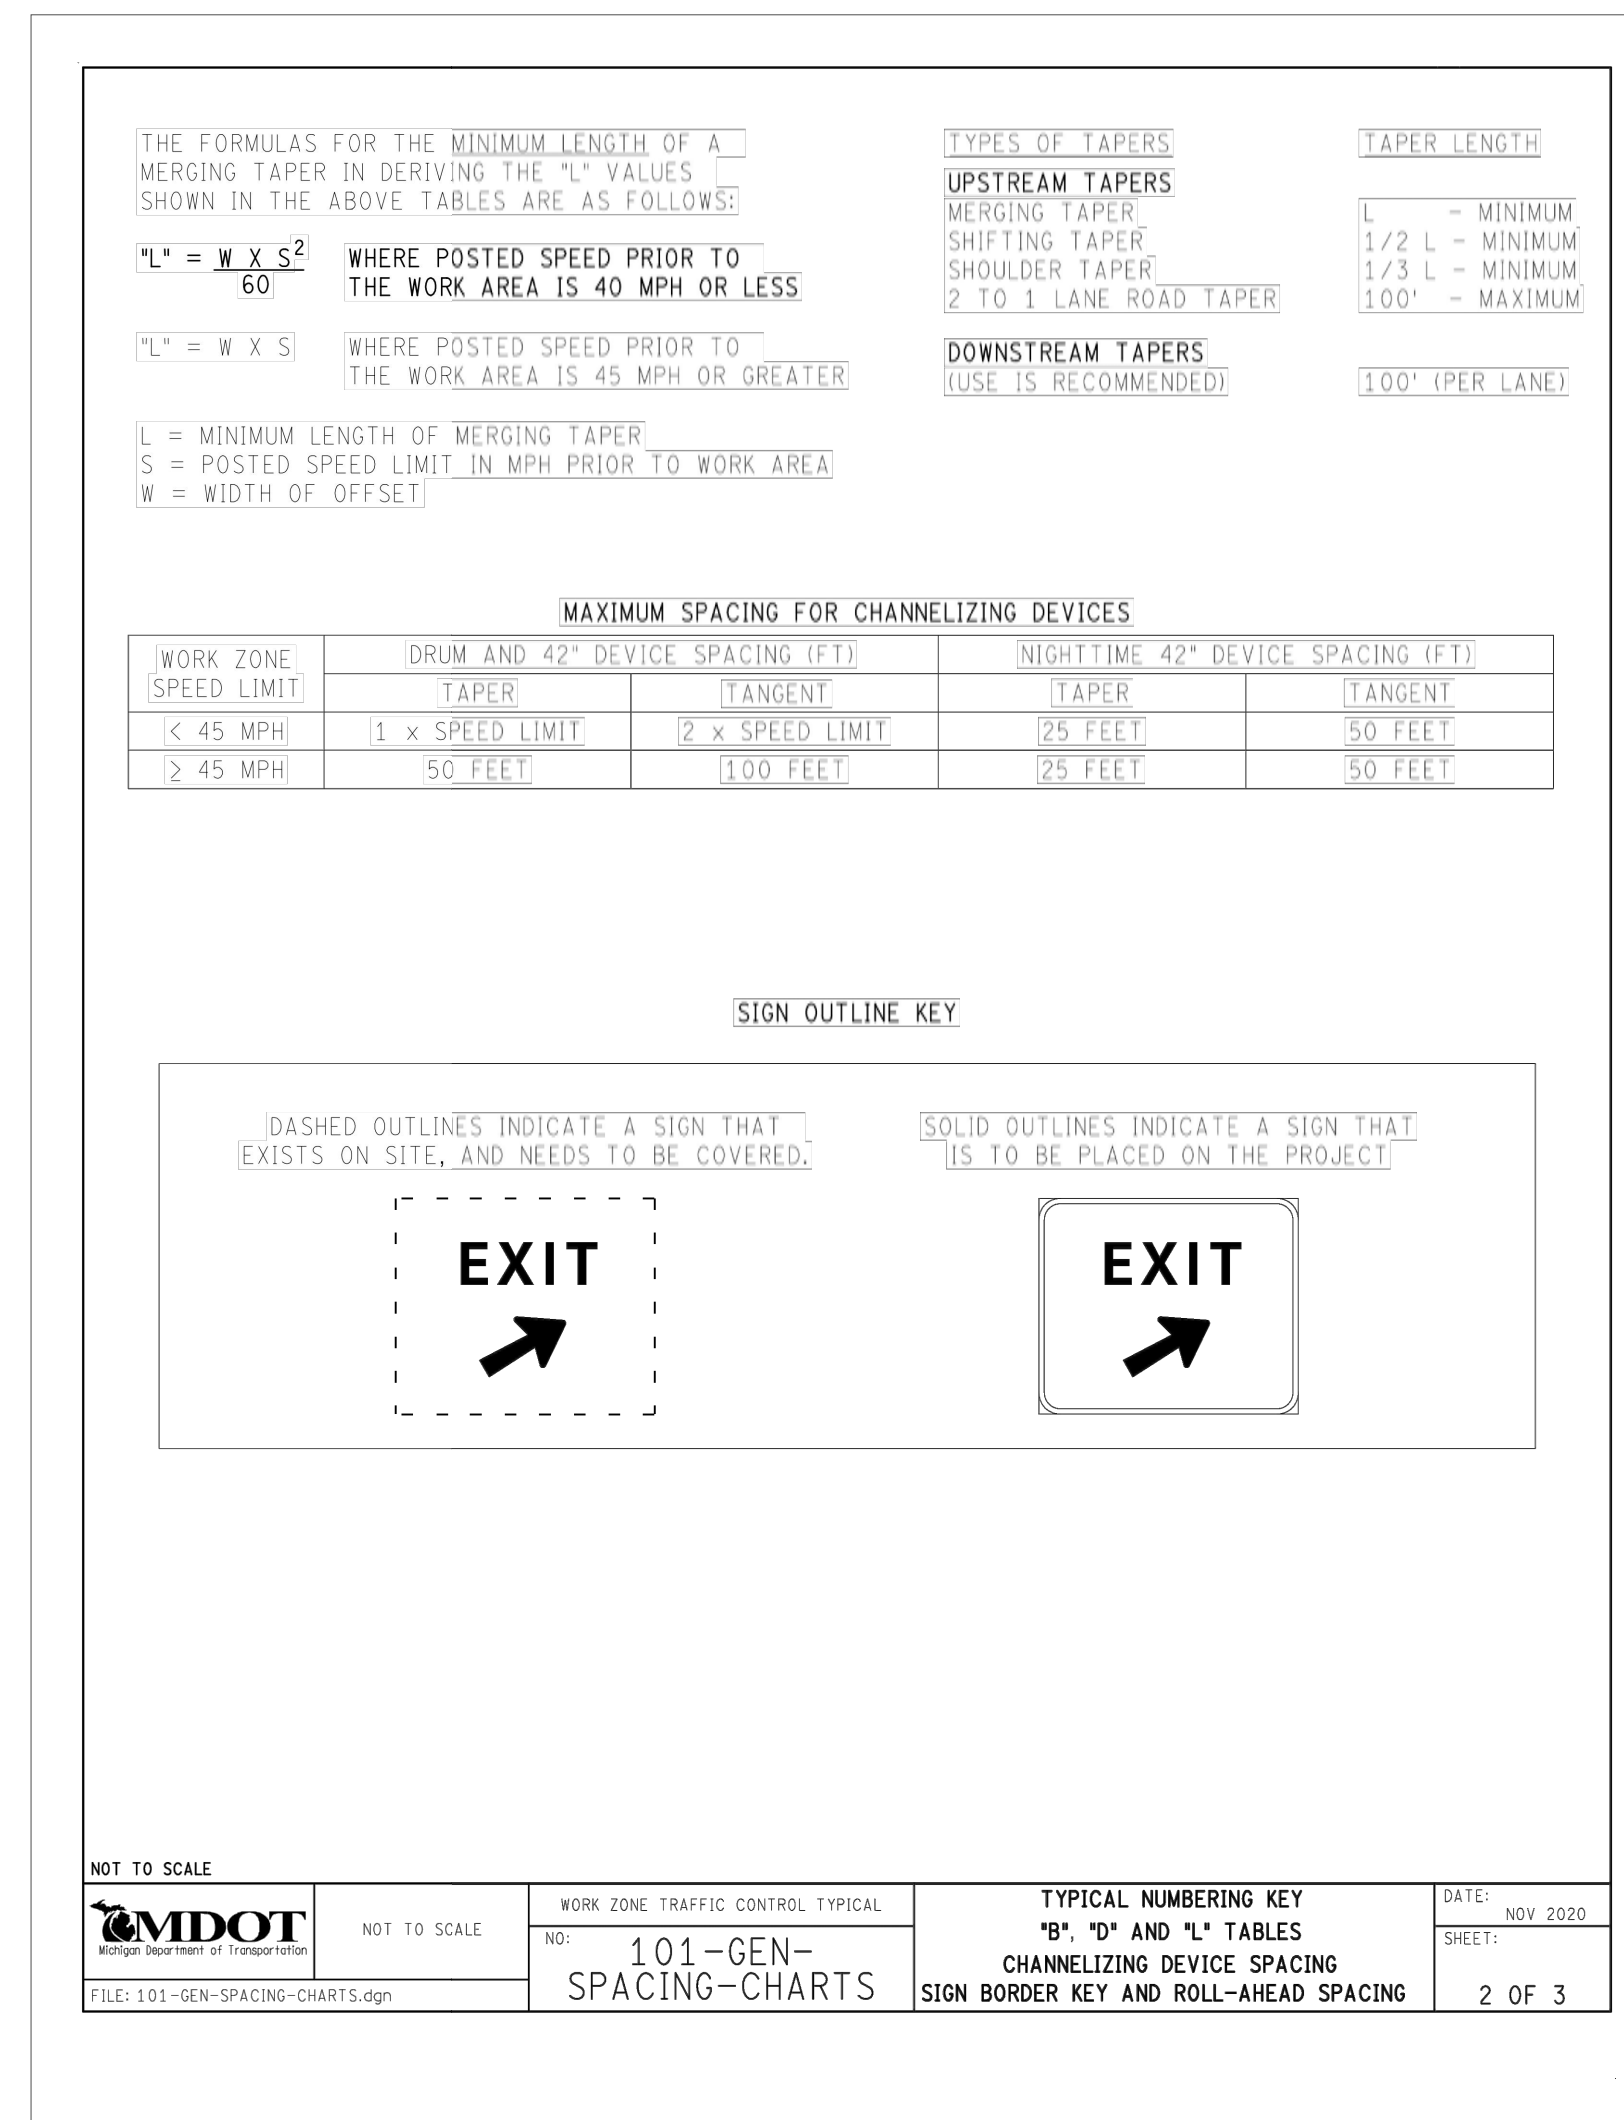 THE FORMULAS FOR THE MINIMUM LENGTH OF A
MERGING TAPER IN DERIVING THE "L" VALUES
SHOWN IN THE ABOVE TABLES ARE AS FOLLOWS:
"L" = W X S²
60
WHERE POSTED SPEED PRIOR TO
THE WORK AREA IS 40 MPH OR LESS
"L" = W X S
WHERE POSTED SPEED PRIOR TO
THE WORK AREA IS 45 MPH OR GREATER
L = MINIMUM LENGTH OF MERGING TAPER
S = POSTED SPEED LIMIT IN MPH PRIOR TO WORK AREA
W = WIDTH OF OFFSET
TYPES OF TAPERS TAPER LENGTH
UPSTREAM TAPERS
MERGING TAPER L - MINIMUM
SHIFTING TAPER 1/2 L - MINIMUM
SHOULDER TAPER 1/3 L - MINIMUM
2 TO 1 LANE ROAD TAPER 100' - MAXIMUM
DOWNSTREAM TAPERS
(USE IS RECOMMENDED) 100' (PER LANE)
MAXIMUM SPACING FOR CHANNELIZING DEVICES
WORK ZONE
SPEED LIMIT
DRUM AND 42" DEVICE SPACING (FT) NIGHTTIME 42" DEVICE SPACING (FT)
TAPER TANGENT TAPER TANGENT
< 45 MPH 1 x SPEED LIMIT 2 x SPEED LIMIT 25 FEET 50 FEET
≥ 45 MPH 50 FEET 100 FEET 25 FEET 50 FEET
SIGN OUTLINE KEY
DASHED OUTLINES INDICATE A SIGN THAT
EXISTS ON SITE, AND NEEDS TO BE COVERED.
EXIT
SOLID OUTLINES INDICATE A SIGN THAT
IS TO BE PLACED ON THE PROJECT
EXIT
NOT TO SCALE
MDOT
Michigan Department of Transportation
NOT TO SCALE
FILE: 101-GEN-SPACING-CHARTS.dgn
WORK ZONE TRAFFIC CONTROL TYPICAL
NO: 101-GEN-
SPACING-CHARTS
TYPICAL NUMBERING KEY
"B", "D" AND "L" TABLES
CHANNELIZING DEVICE SPACING
SIGN BORDER KEY AND ROLL-AHEAD SPACING
DATE:
NOV 2020
SHEET:
2 OF 3